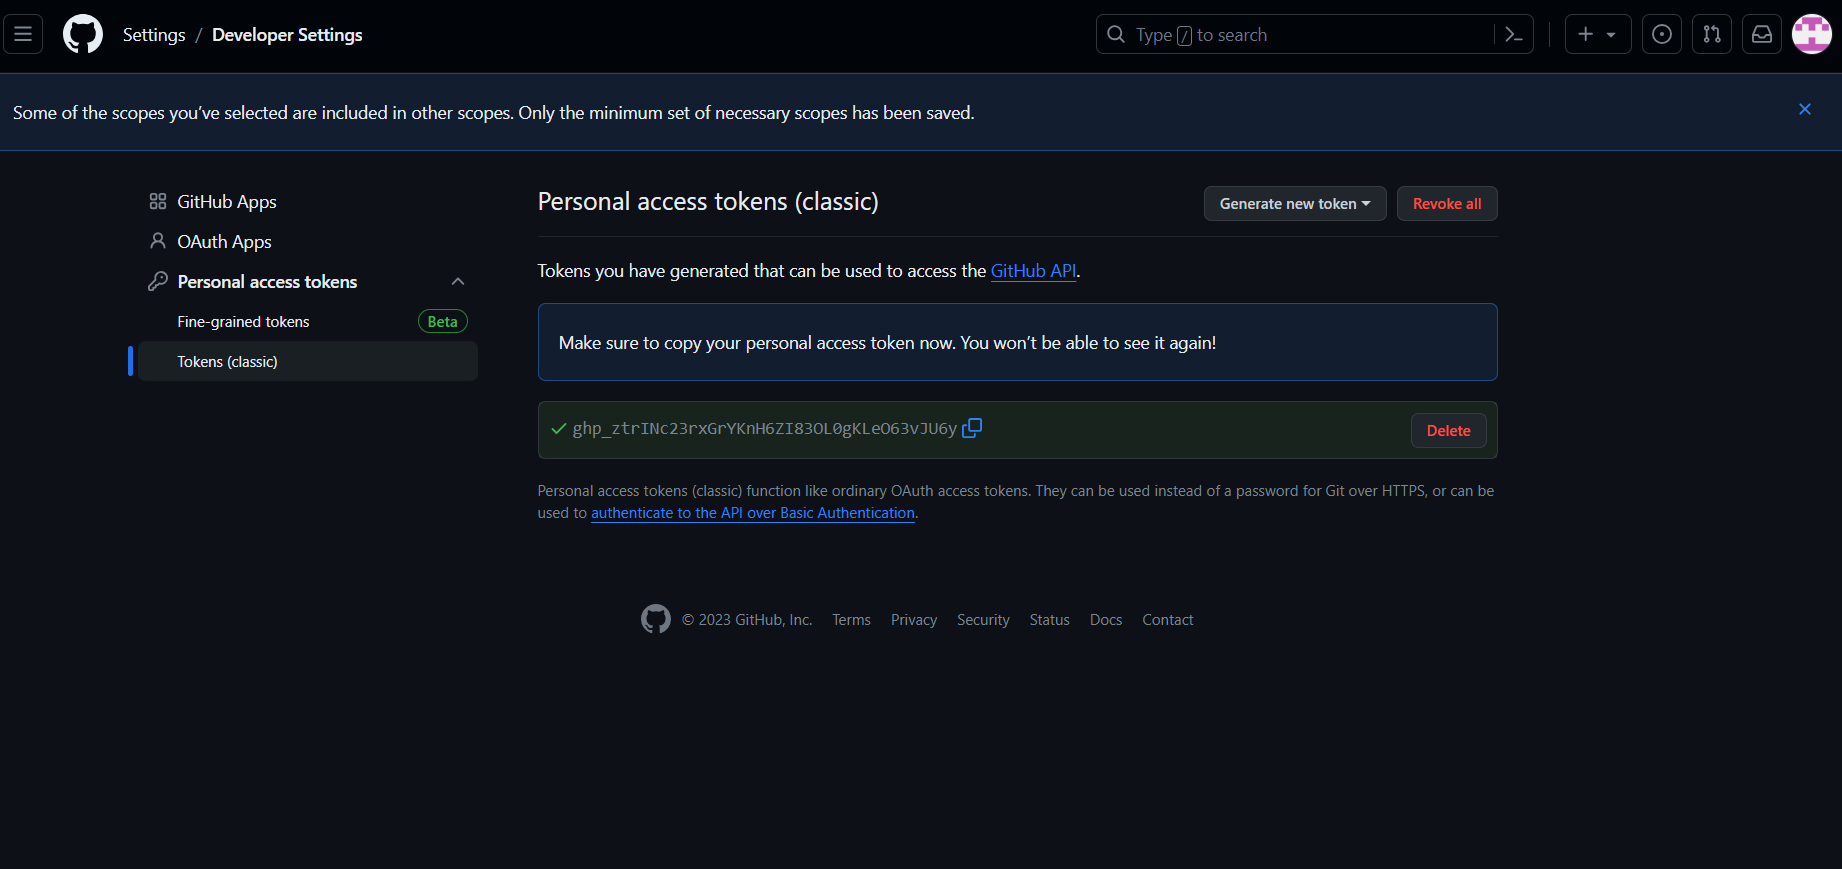 Settings / Developer Settings
Type / to search
Some of the scopes you’ve selected are included in other scopes. Only the minimum set of necessary scopes has been saved.
GitHub Apps
OAuth Apps
Personal access tokens
Fine-grained tokens Beta
Tokens (classic)
Personal access tokens (classic)
Generate new token
Revoke all
Tokens you have generated that can be used to access the GitHub API.
Make sure to copy your personal access token now. You won’t be able to see it again!
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
Delete
Personal access tokens (classic) function like ordinary OAuth access tokens. They can be used instead of a password for Git over HTTPS, or can be
used to authenticate to the API over Basic Authentication.
© 2023 GitHub, Inc. Terms Privacy Security Status Docs Contact